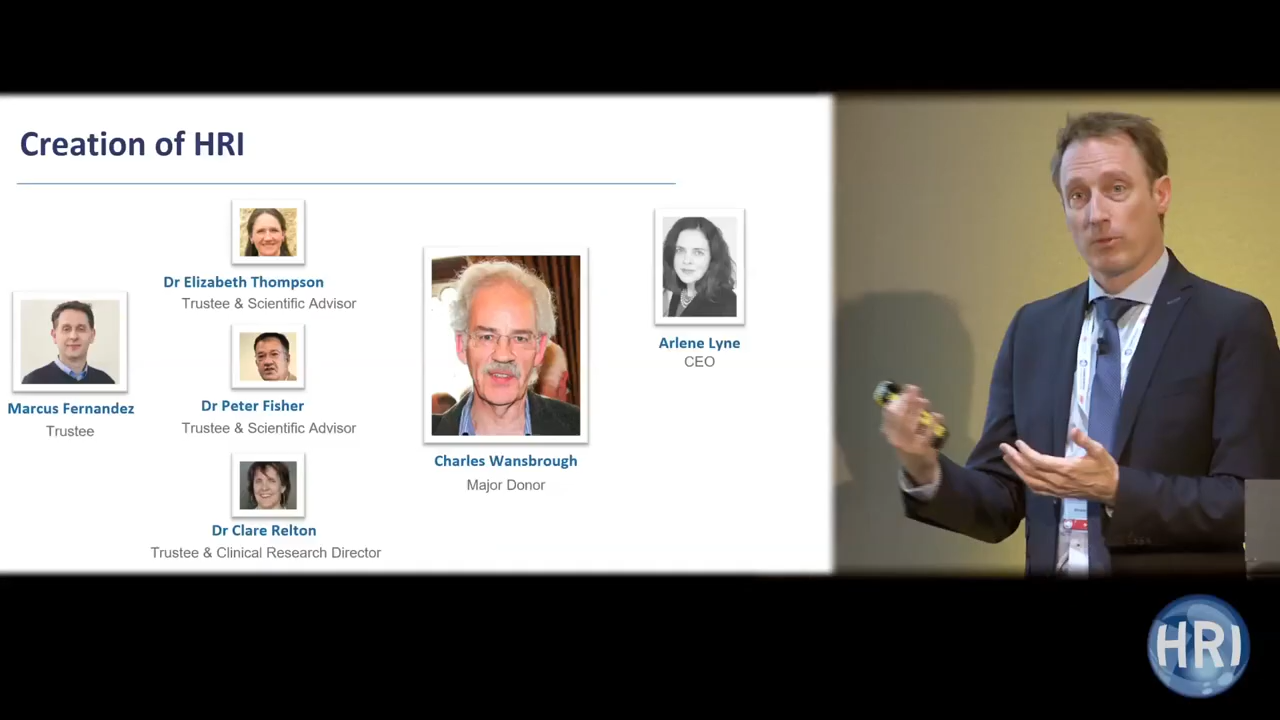 Creation of HRI
Dr Elizabeth Thompson
Trustee & Scientific Advisor
Marcus Fernandez
Trustee
Dr Peter Fisher
Trustee & Scientific Advisor
Dr Clare Relton
Trustee & Clinical Research Director
Charles Wansbrough
Major Donor
Arlene Lyne
CEO
HRI